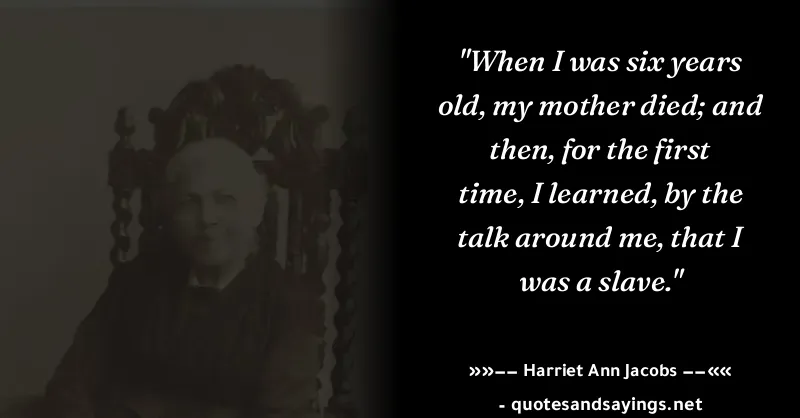 "When I was six years
old, my mother died; and
then, for the first
time, I learned, by the
talk around me, that I
was a slave."
»»–– Harriet Ann Jacobs ––««
- quotesandsayings.net